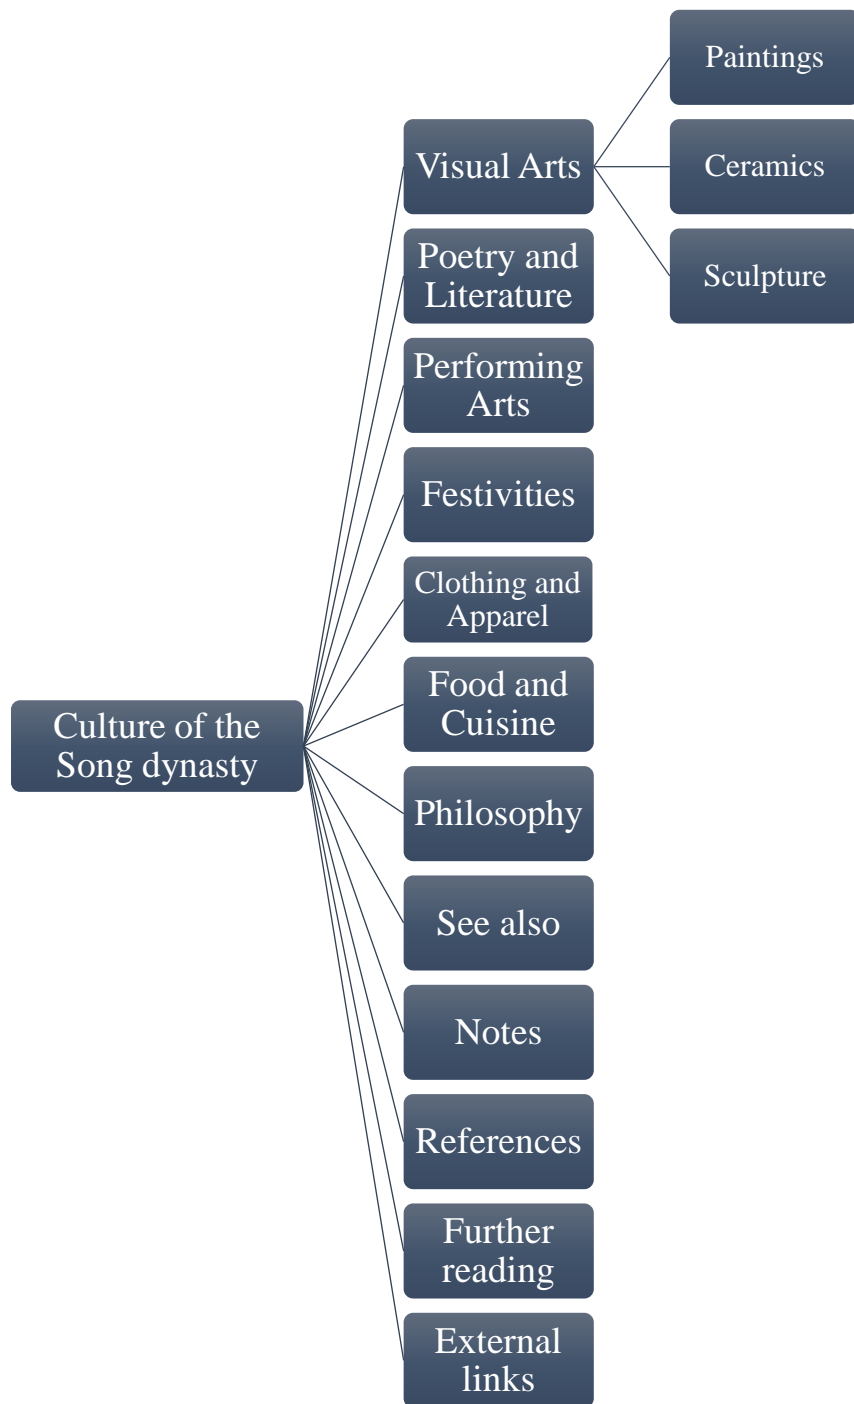 Paintings
Visual Arts
Ceramics
Sculpture
Poetry and
Literature
Performing
Arts
Festivities
Clothing and
Apparel
Culture of the
Song dynasty
Food and
Cuisine
Philosophy
See also
Notes
References
Further
reading
External
links